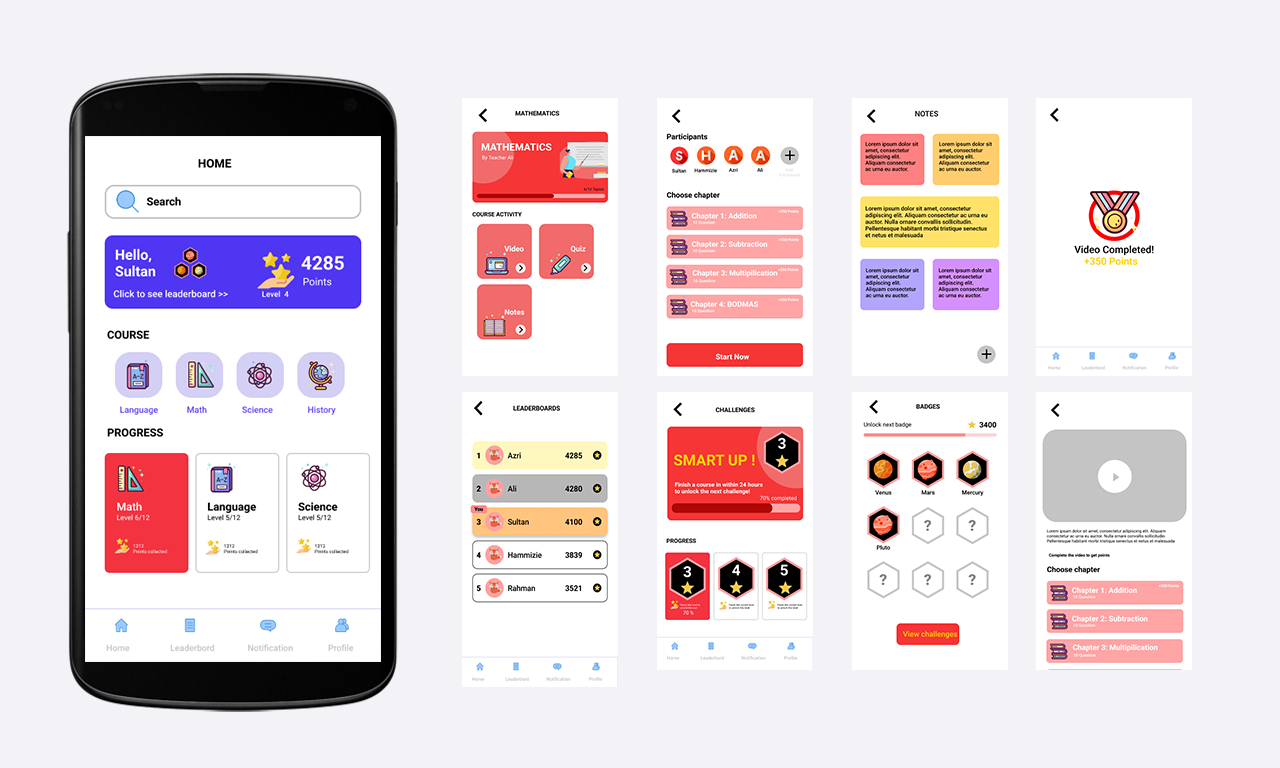 HOME
Search
Hello,
Sultan
Click to see leaderboard >>
4285
Points
Level 4
COURSE
A-Z
Language
Math
Science
History
PROGRESS
Math
Level 6/12
1212
Points collected
Language
Level 5/12
1212
Points collected
Science
Level 5/12
1212
Points collected
Home
Leaderbord
Notification
Profile
MATHEMATICS
MATHEMATICS
By Teacher Ali
6/12 Topics
COURSE ACTIVITY
Video
Quiz
Notes
Participants
S
H
A
A
Sultan
Hammizie
Azri
Ali
Choose chapter
Chapter 1: Addition
10 Question
+350 Points
Chapter 2: Subtraction
10 Question
+350 Points
Chapter 3: Multipilication
10 Question
+350 Points
Chapter 4: BODMAS
10 Question
+350 Points
Start Now
NOTES
Lorem ipsum dolor sit
amet, consectetur
adipiscing elit.
Aliquam consectetur
ac urna eu auctor.
Lorem ipsum dolor sit
amet, consectetur
adipiscing elit.
Aliquam consectetur
ac urna eu auctor.
Lorem ipsum dolor sit amet, consectetur
adipiscing elit. Aliquam consectetur ac urna eu
auctor. Nulla ornare convallis sollicitudin.
Pellentesque habitant morbi tristique senectus
et netus et malesuada
Lorem ipsum dolor sit
amet, consectetur
adipiscing elit.
Aliquam consectetur
ac urna eu auctor.
Lorem ipsum dolor sit
amet, consectetur
adipiscing elit.
Aliquam consectetur
ac urna eu auctor.
Video Completed!
+350 Points
Home
Leaderbord
Notification
Profile
LEADERBOARDS
1 Azri 4285
2 Ali 4280
You
3 Sultan 4100
4 Hammizie 3839
5 Rahman 3521
Home
Leaderbord
Notification
Profile
CHALLENGES
SMART UP !
3
Finish a course in within 24 hours
to unlock the next challenge!
70% completed
PROGRESS
3
70 %
4
5
Home
Leaderbord
Notification
Profile
BADGES
Unlock next badge
3400
Venus
Mars
Mercury
Pluto
?
?
?
?
?
View challenges
Lorem ipsum dolor sit amet, consectetur adipiscing elit. Aliquam
consectetur ac urna eu auctor. Nulla ornare convallis sollicitudin.
Pellentesque habitant morbi tristique senectus et netus et malesuada
Complete the video to get points
Choose chapter
Chapter 1: Addition
10 Question
+350 Points
Chapter 2: Subtraction
10 Question
Chapter 3: Multipilication
10 Question